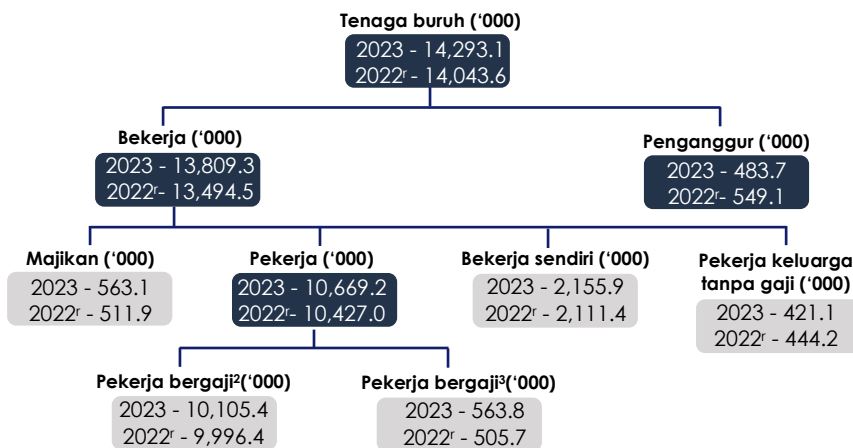 Tenaga buruh (‘000)
2023 - 14,293.1
2022ʳ - 14,043.6
Bekerja (‘000)
2023 - 13,809.3
2022ʳ- 13,494.5
Penganggur (‘000)
2023 - 483.7
2022ʳ- 549.1
Majikan (‘000)
2023 - 563.1
2022ʳ - 511.9
Pekerja (‘000)
2023 - 10,669.2
2022ʳ- 10,427.0
Bekerja sendiri (‘000)
2023 - 2,155.9
2022ʳ - 2,111.4
Pekerja keluarga
tanpa gaji (‘000)
2023 - 421.1
2022ʳ - 444.2
Pekerja bergaji²(‘000)
2023 - 10,105.4
2022ʳ - 9,996.4
Pekerja bergaji³(‘000)
2023 - 563.8
2022ʳ - 505.7